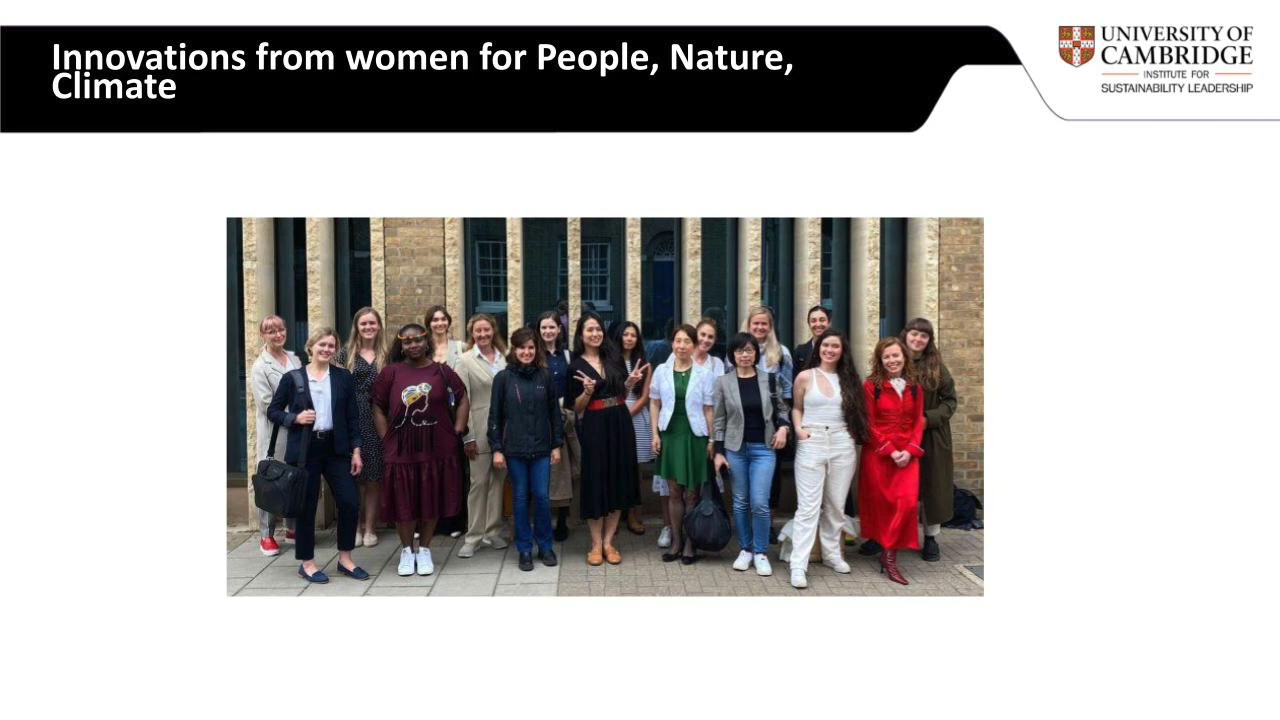 Innovations from women for People, Nature,
Climate
UNIVERSITY OF
CAMBRIDGE
INSTITUTE FOR
SUSTAINABILITY LEADERSHIP